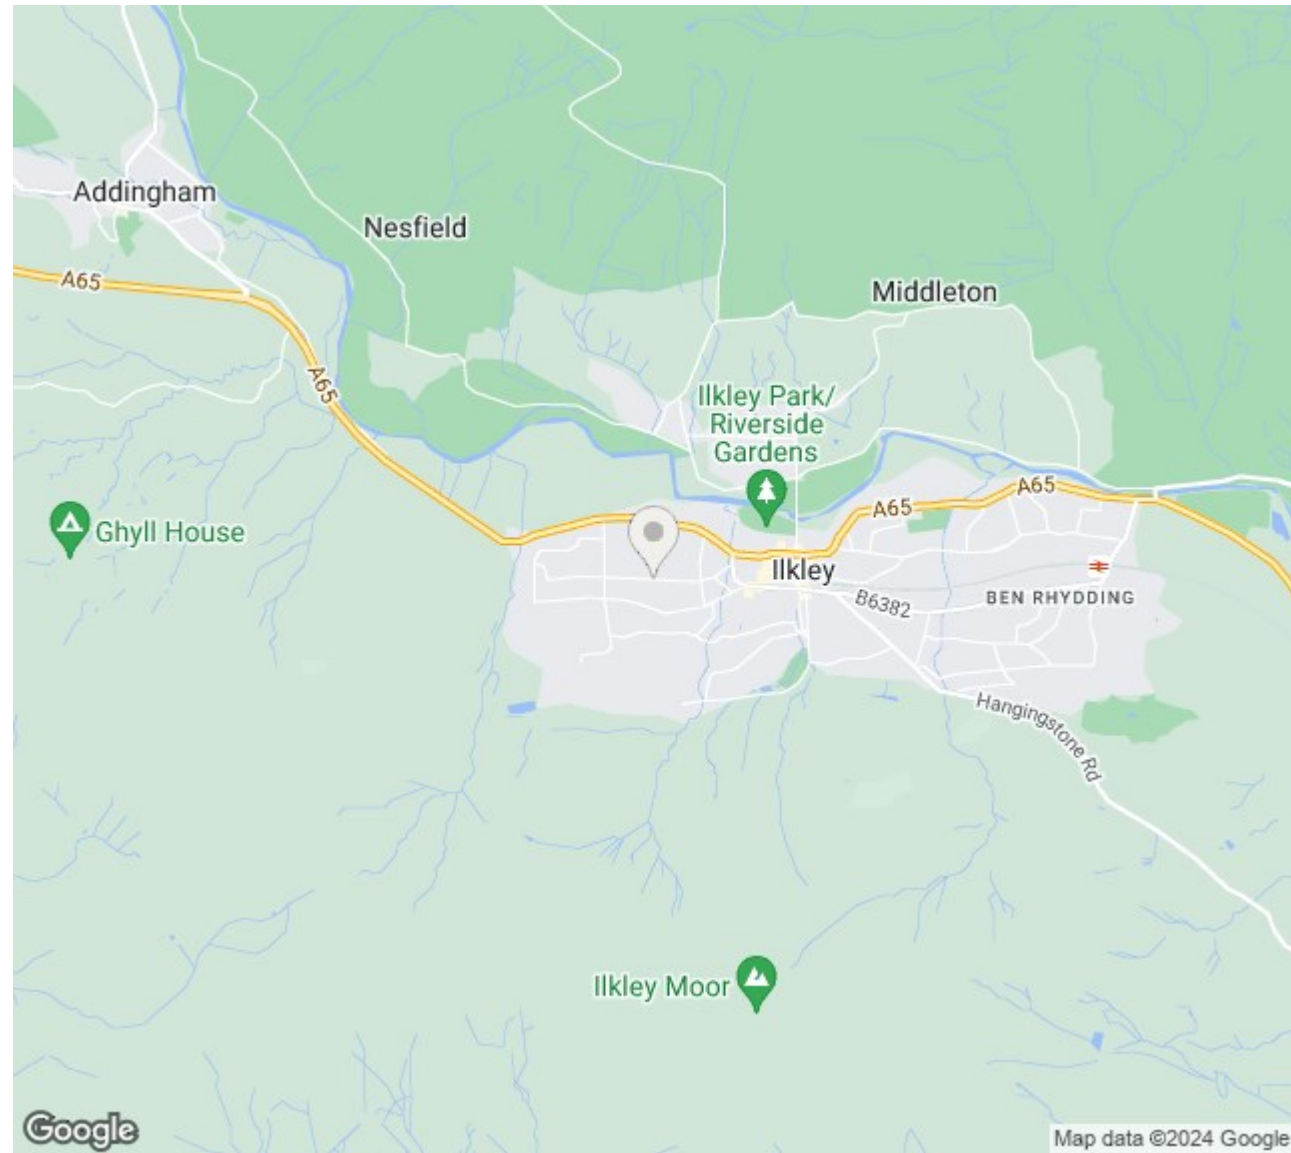 Addingham
Nesfield
A65
Middleton
A65
Ilkley Park/
Riverside
Gardens
A65
A65
Ghyll House
Ilkley
B6382
BEN RHYDDING
Hangingstone Rd
Ilkley Moor
Google
Map data ©2024 Google